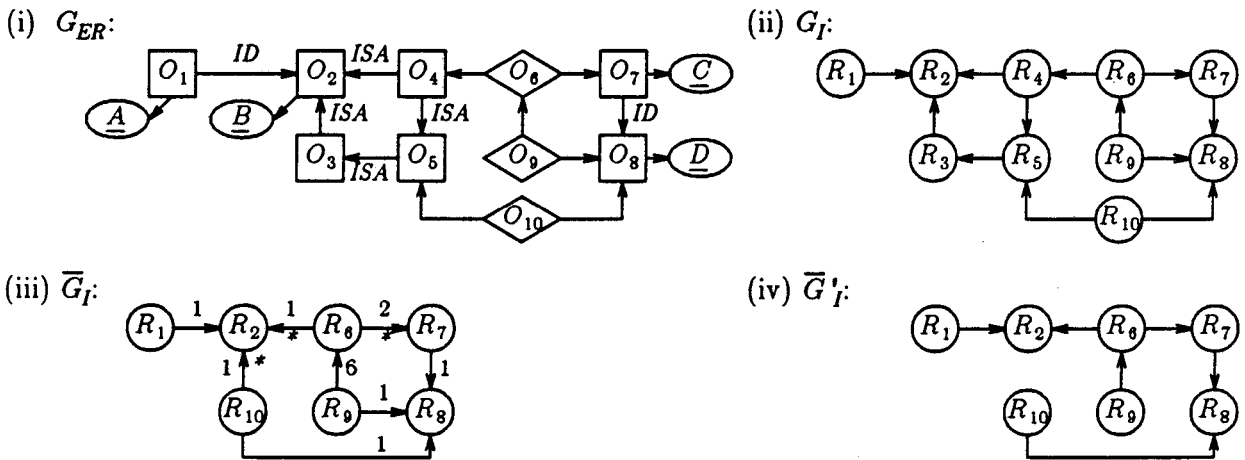 (i) G_ER:
(ii) G_I:
O₁ ID O₂ ISA O₄ O₆ O₇ C
R₁ R₂ R₄ R₆ R₇
A B ISA ISA ID
O₃ ISA O₅ O₉ O₈ D
R₃ R₅ R₉ R₈
O₁₀
R₁₀
(iii) G̅_I:
(iv) G̅'_I:
R₁ 1 R₂ 1 * R₆ 2 * R₇
R₁ R₂ R₆ R₇
1 * 6 1
R₁₀ R₉ 1 R₈
R₁₀ R₉ R₈
1